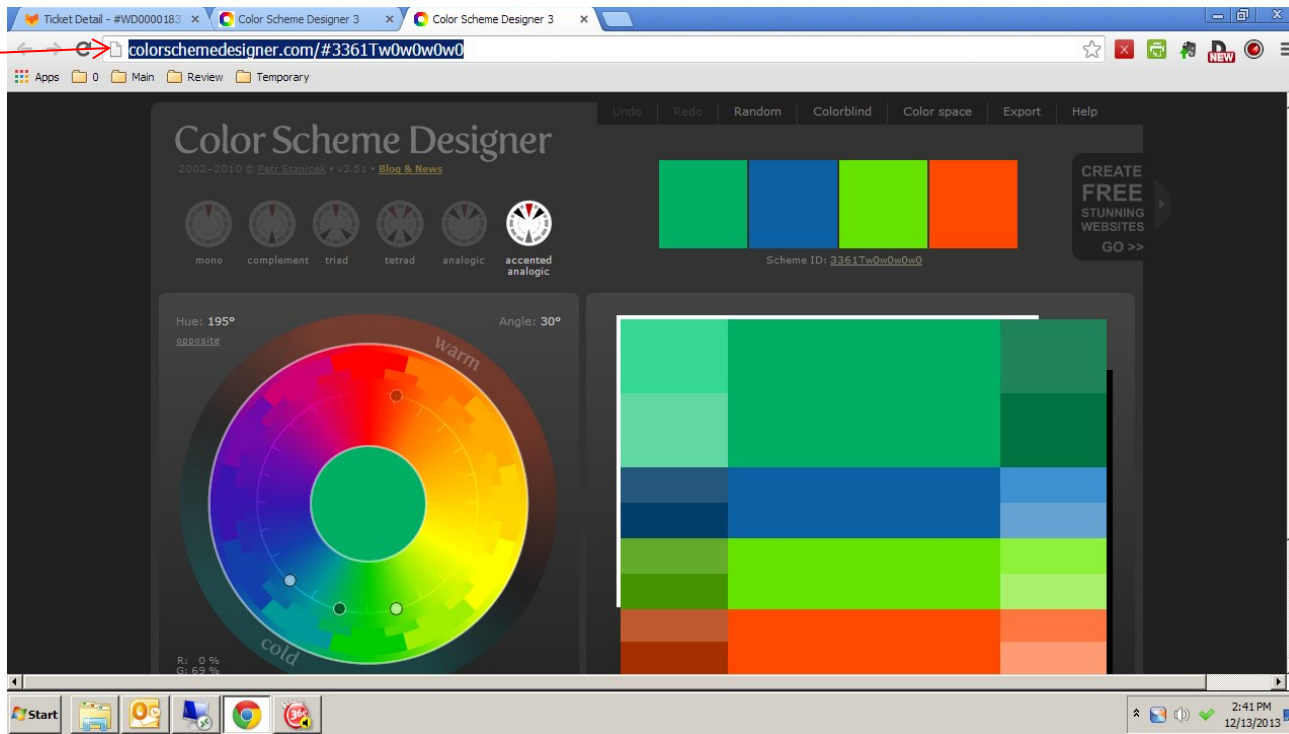 Ticket Detail - #WD0000183 Color Scheme Designer 3 Color Scheme Designer 3
colorschemedesigner.com/#3361Tw0w0w0w0
NEW
Apps 0 Main Review Temporary
Undo Redo Random Colorblind Color space Export Help
Color Scheme Designer
2002–2010 © Petr Stanicek • v3.51 • Blog & News
CREATE
FREE
STUNNING
WEBSITES
GO >>
mono complement triad tetrad analogic accented
analogic
Scheme ID: 3361Tw0w0w0w0
Hue: 195° Angle: 30°
opposite
warm
cold
R: 0 %
G: 69 %
Start
2:41 PM
12/13/2013